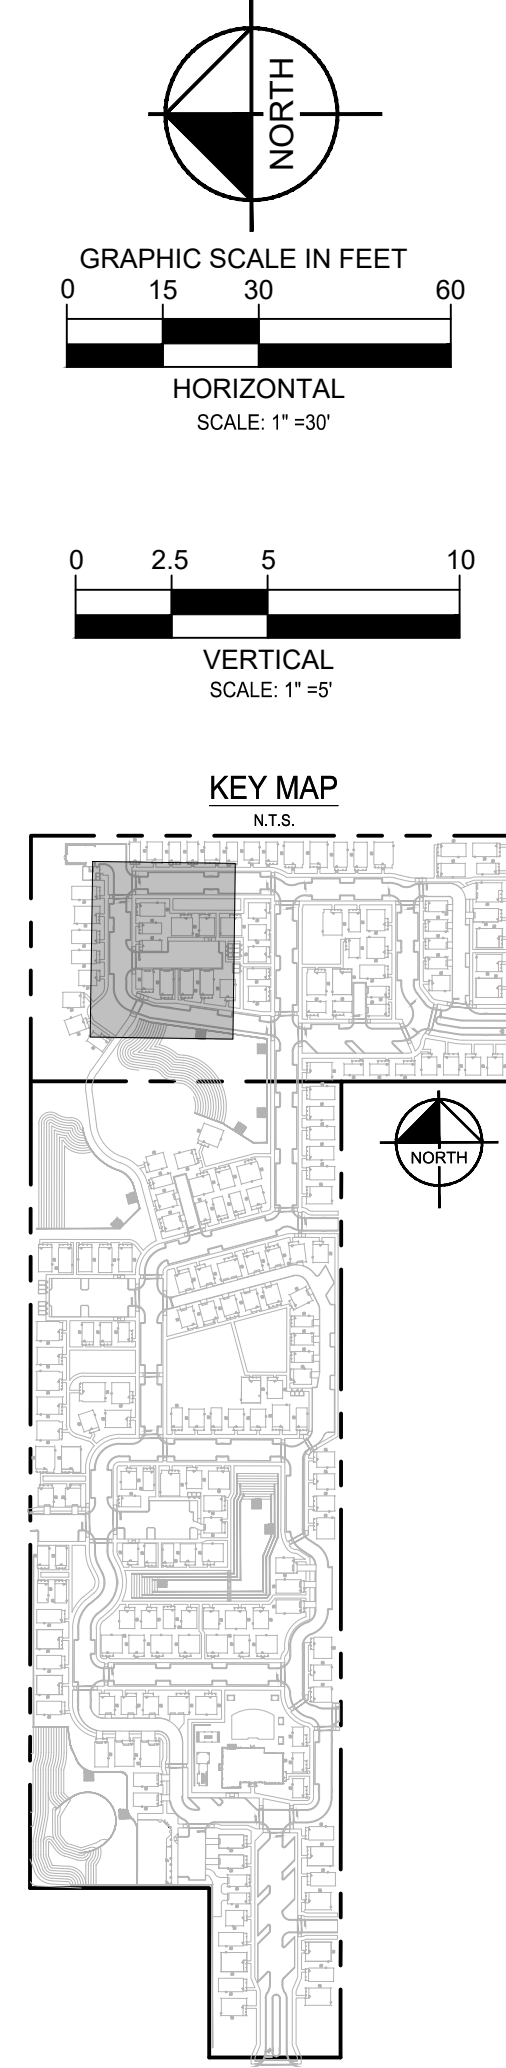 NORTH
GRAPHIC SCALE IN FEET
0 15 30 60
HORIZONTAL
SCALE: 1" =30'
0 2.5 5 10
VERTICAL
SCALE: 1" =5'
KEY MAP
N.T.S.
NORTH